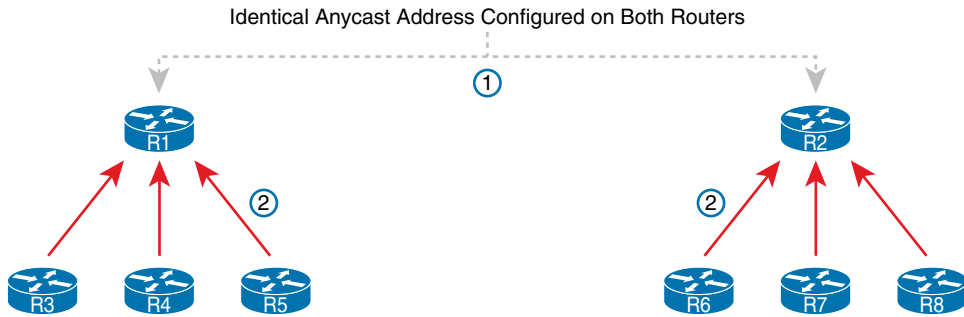 Identical Anycast Address Configured on Both Routers
1
R1
R2
2
2
R3
R4
R5
R6
R7
R8